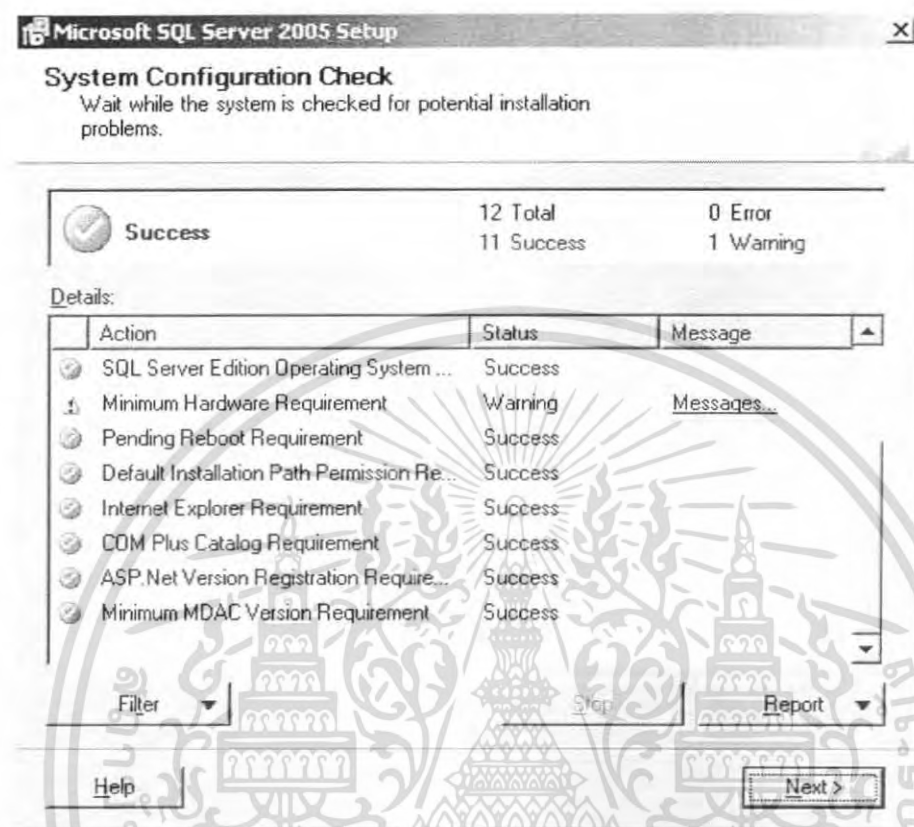 Microsoft SQL Server 2005 Setup
System Configuration Check
Wait while the system is checked for potential installation
problems.
Success
12 Total
0 Error
11 Success
1 Warning
Details:
Action Status Message
SQL Server Edition Operating System ... Success
Minimum Hardware Requirement Warning Messages...
Pending Reboot Requirement Success
Default Installation Path Permission Re... Success
Internet Explorer Requirement Success
COM Plus Catalog Requirement Success
ASP.Net Version Registration Require... Success
Minimum MDAC Version Requirement Success
Filter
Stop
Report
Help
Next >